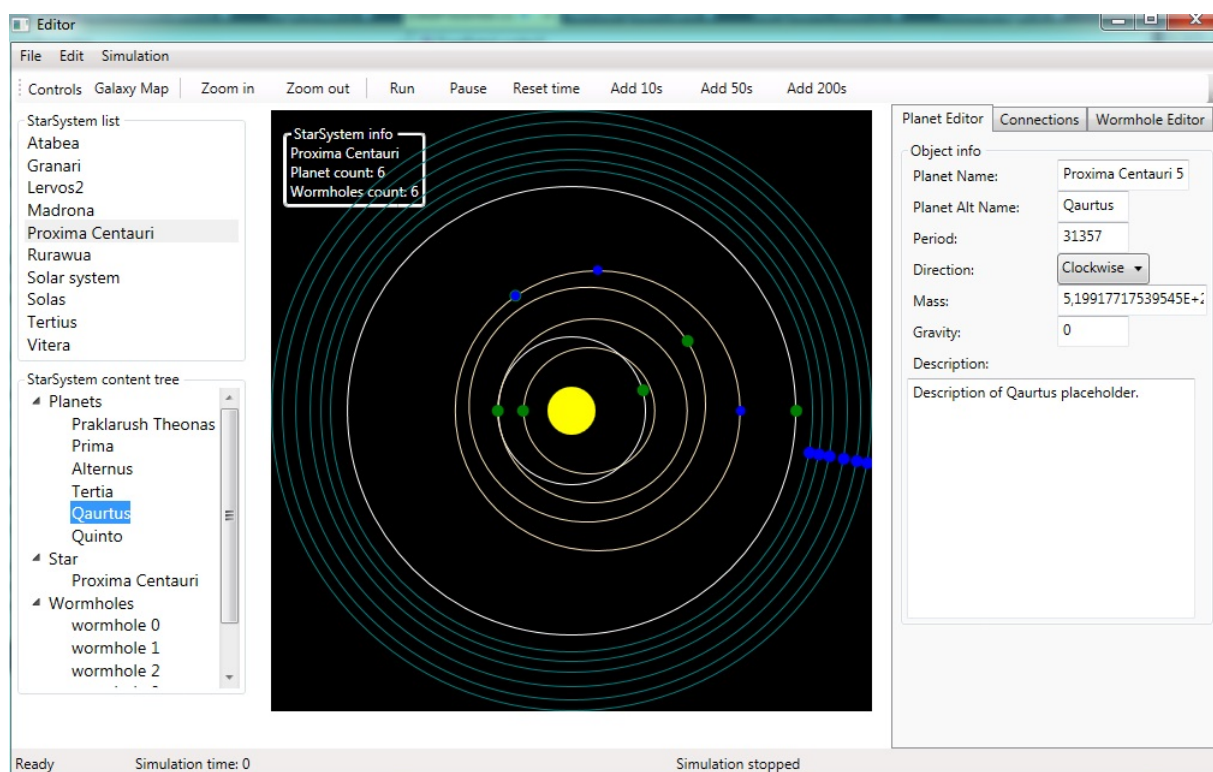 Editor
File Edit Simulation
Controls Galaxy Map Zoom in Zoom out Run Pause Reset time Add 10s Add 50s Add 200s
StarSystem list
Atabea
Granari
Lervos2
Madrona
Proxima Centauri
Rurawua
Solar system
Solas
Tertius
Vitera
StarSystem content tree
Planets
Praklarush Theonas
Prima
Alternus
Tertia
Qaurtus
Quinto
Star
Proxima Centauri
Wormholes
wormhole 0
wormhole 1
wormhole 2
StarSystem info
Proxima Centauri
Planet count: 6
Wormholes count: 6
Planet Editor Connections Wormhole Editor
Object info
Planet Name: Proxima Centauri 5
Planet Alt Name: Qaurtus
Period: 31357
Direction: Clockwise
Mass: 5,19917717539545E+2
Gravity: 0
Description:
Description of Qaurtus placeholder.
Ready Simulation time: 0 Simulation stopped